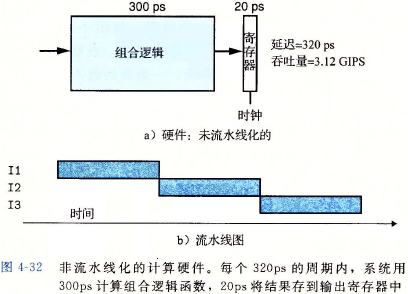 300 ps
20 ps
组合逻辑
寄存器
延迟=320 ps
吞吐量=3.12 GIPS
时钟
a）硬件：未流水线化的
I1
I2
I3
时间
b）流水线图
图 4-32 非流水线化的计算硬件。每个 320ps 的周期内，系统用
300ps 计算组合逻辑函数，20ps 将结果存到输出寄存器中